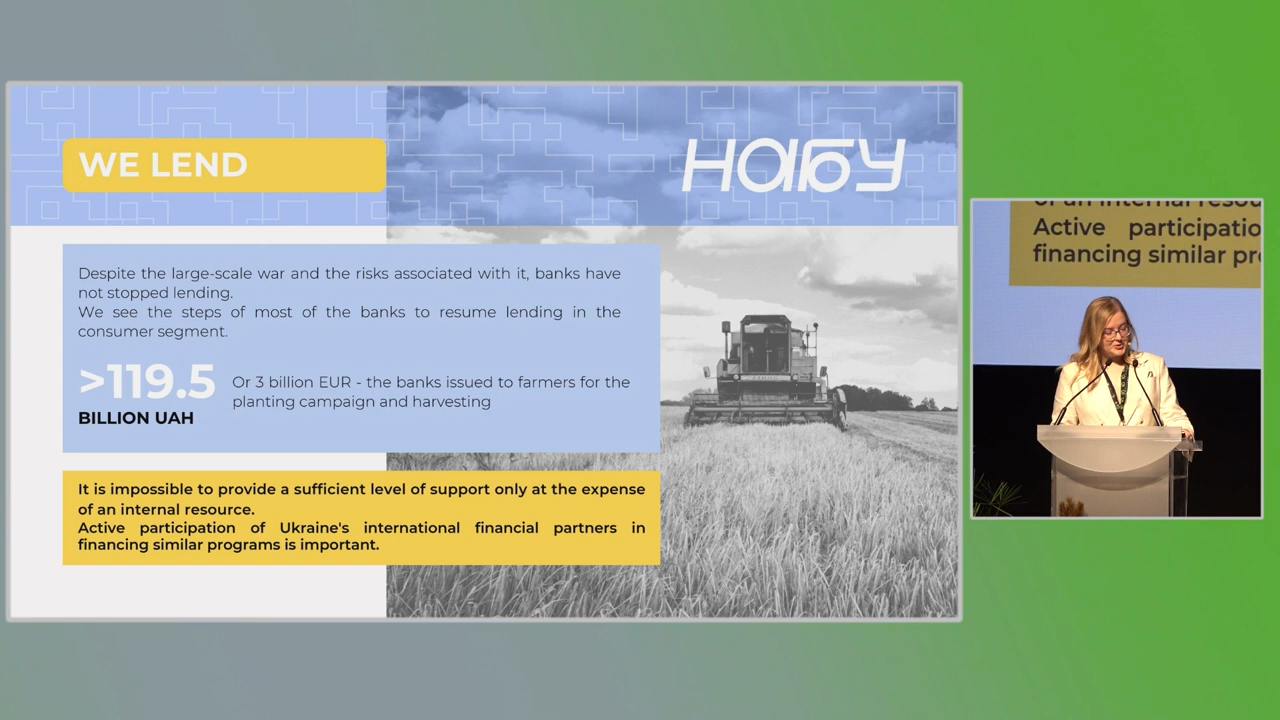 WE LEND
НАБУ
Despite the large-scale war and the risks associated with it, banks have
not stopped lending.
We see the steps of most of the banks to resume lending in the
consumer segment.
>119.5
BILLION UAH
Or 3 billion EUR - the banks issued to farmers for the
planting campaign and harvesting
It is impossible to provide a sufficient level of support only at the expense
of an internal resource.
Active participation of Ukraine's international financial partners in
financing similar programs is important.
Active
financing similar